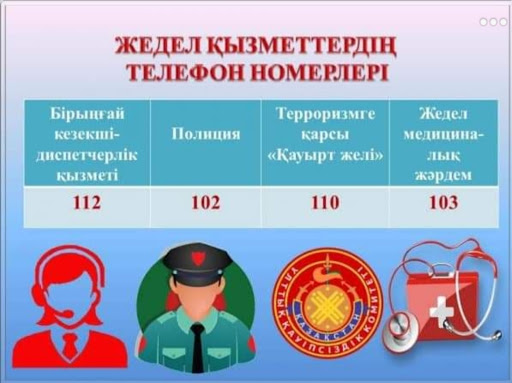 ЖЕДЕЛ ҚЫЗМЕТТЕРДІҢ
ТЕЛЕФОН НОМЕРЛЕРІ
Бірыңғай
кезекші-
диспетчерлік
қызметі
Полиция
Терроризмге
қарсы
«Қауырт желі»
Жедел
медицина-
лық
жәрдем
112
102
110
103
ҰЛТТЫҚ ҚАУІПСІЗДІК КОМИТЕТІ
ҚАЗАҚСТАН